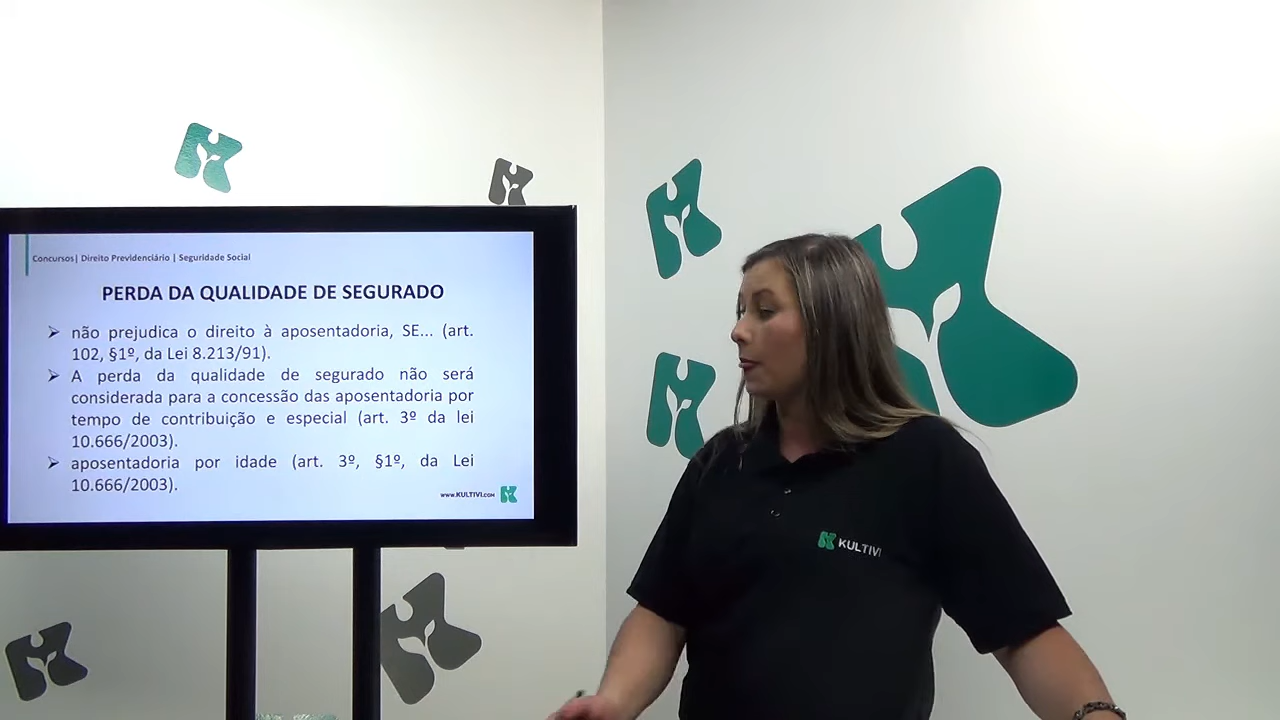 Concursos| Direito Previdenciário | Seguridade Social
PERDA DA QUALIDADE DE SEGURADO
➢ não prejudica o direito à aposentadoria, SE... (art.
102, §1º, da Lei 8.213/91).
➢ A perda da qualidade de segurado não será
considerada para a concessão das aposentadoria por
tempo de contribuição e especial (art. 3º da lei
10.666/2003).
➢ aposentadoria por idade (art. 3º, §1º, da Lei
10.666/2003).
www.KULTIVI.com
KULTIVI